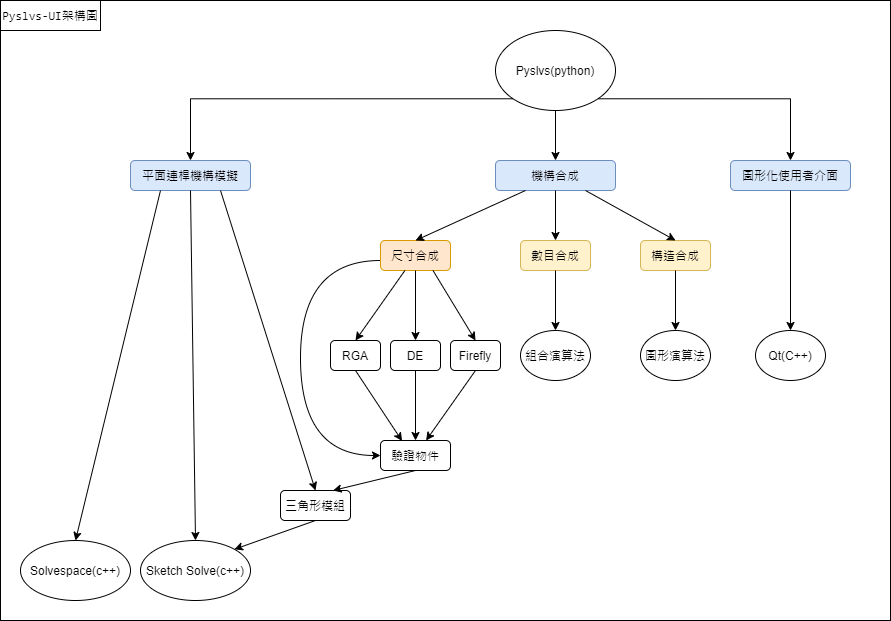 Pyslvs-UI架構圖
Pyslvs(python)
平面連桿機構模擬
機構合成
圖形化使用者介面
尺寸合成
數目合成
構造合成
RGA
DE
Firefly
組合演算法
圖形演算法
Qt(C++)
驗證物件
三角形模組
Solvespace(c++)
Sketch Solve(c++)